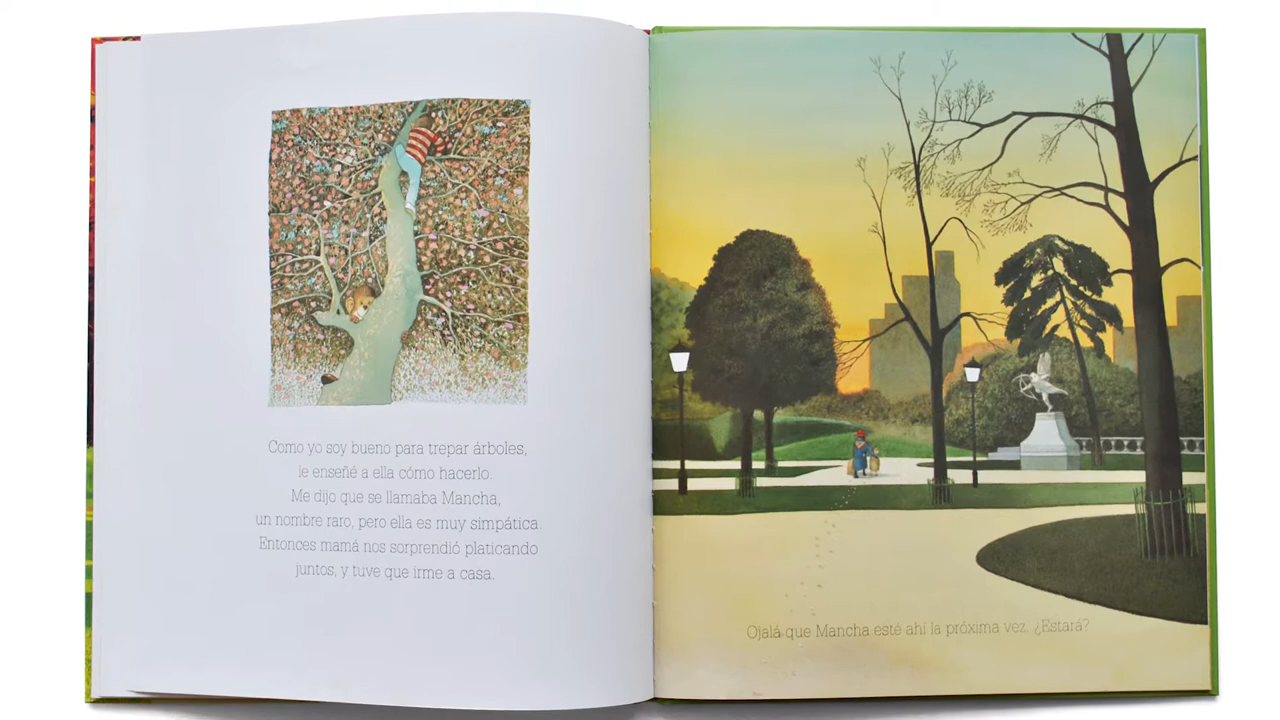 Como yo soy bueno para trepar árboles,
le enseñé a ella cómo hacerlo.
Me dijo que se llamaba Mancha,
un nombre raro, pero ella es muy simpática.
Entonces mamá nos sorprendió platicando
juntos, y tuve que irme a casa.
Ojalá que Mancha esté ahí la próxima vez. ¿Estará?